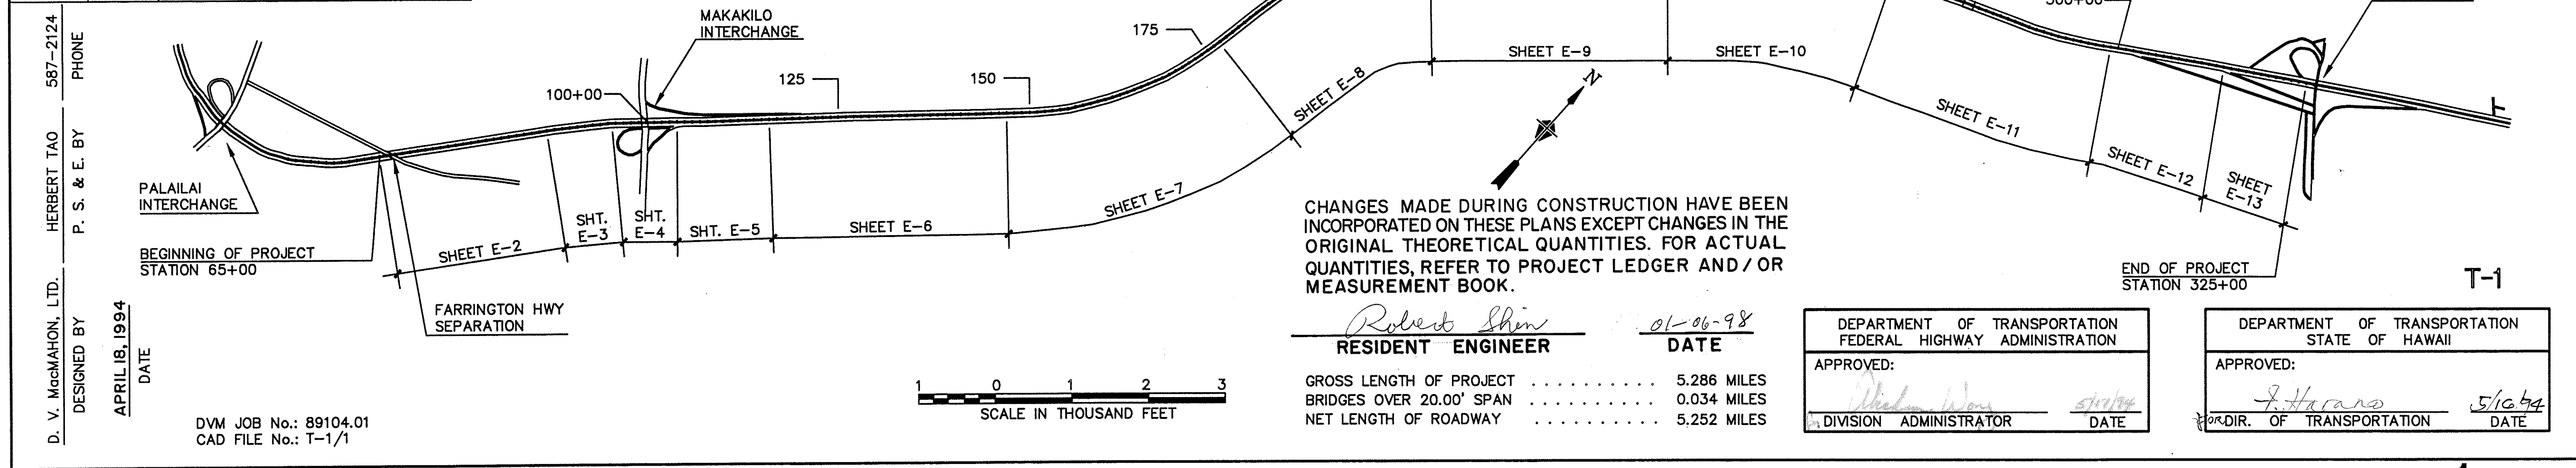 587-2124
PHONE
HERBERT TAO
P. S. & E. BY
D. V. MacMAHON, LTD.
DESIGNED BY
APRIL 18, 1994
DATE
PALAILAI
INTERCHANGE
BEGINNING OF PROJECT
STATION 65+00
FARRINGTON HWY
SEPARATION
MAKAKILO
INTERCHANGE
100+00
125
150
175
SHEET E-2
SHT.
E-3
SHT.
E-4
SHT. E-5
SHEET E-6
SHEET E-7
SHEET E-8
SHEET E-9
SHEET E-10
SHEET E-11
SHEET E-12
SHEET
E-13
N
END OF PROJECT
STATION 325+00
T-1
CHANGES MADE DURING CONSTRUCTION HAVE BEEN
INCORPORATED ON THESE PLANS EXCEPT CHANGES IN THE
ORIGINAL THEORETICAL QUANTITIES. FOR ACTUAL
QUANTITIES, REFER TO PROJECT LEDGER AND/OR
MEASUREMENT BOOK.
Robert Shin 01-06-98
RESIDENT ENGINEER DATE
GROSS LENGTH OF PROJECT . . . . . . . . . . 5.286 MILES
BRIDGES OVER 20.00' SPAN . . . . . . . . . . 0.034 MILES
NET LENGTH OF ROADWAY . . . . . . . . . . 5.252 MILES
1 0 1 2 3
SCALE IN THOUSAND FEET
DVM JOB No.: 89104.01
CAD FILE No.: T-1/1
DEPARTMENT OF TRANSPORTATION
FEDERAL HIGHWAY ADMINISTRATION
APPROVED:
Wong
DIVISION ADMINISTRATOR DATE
DEPARTMENT OF TRANSPORTATION
STATE OF HAWAII
APPROVED:
F. Harano 5/16/94
for DIR. OF TRANSPORTATION DATE